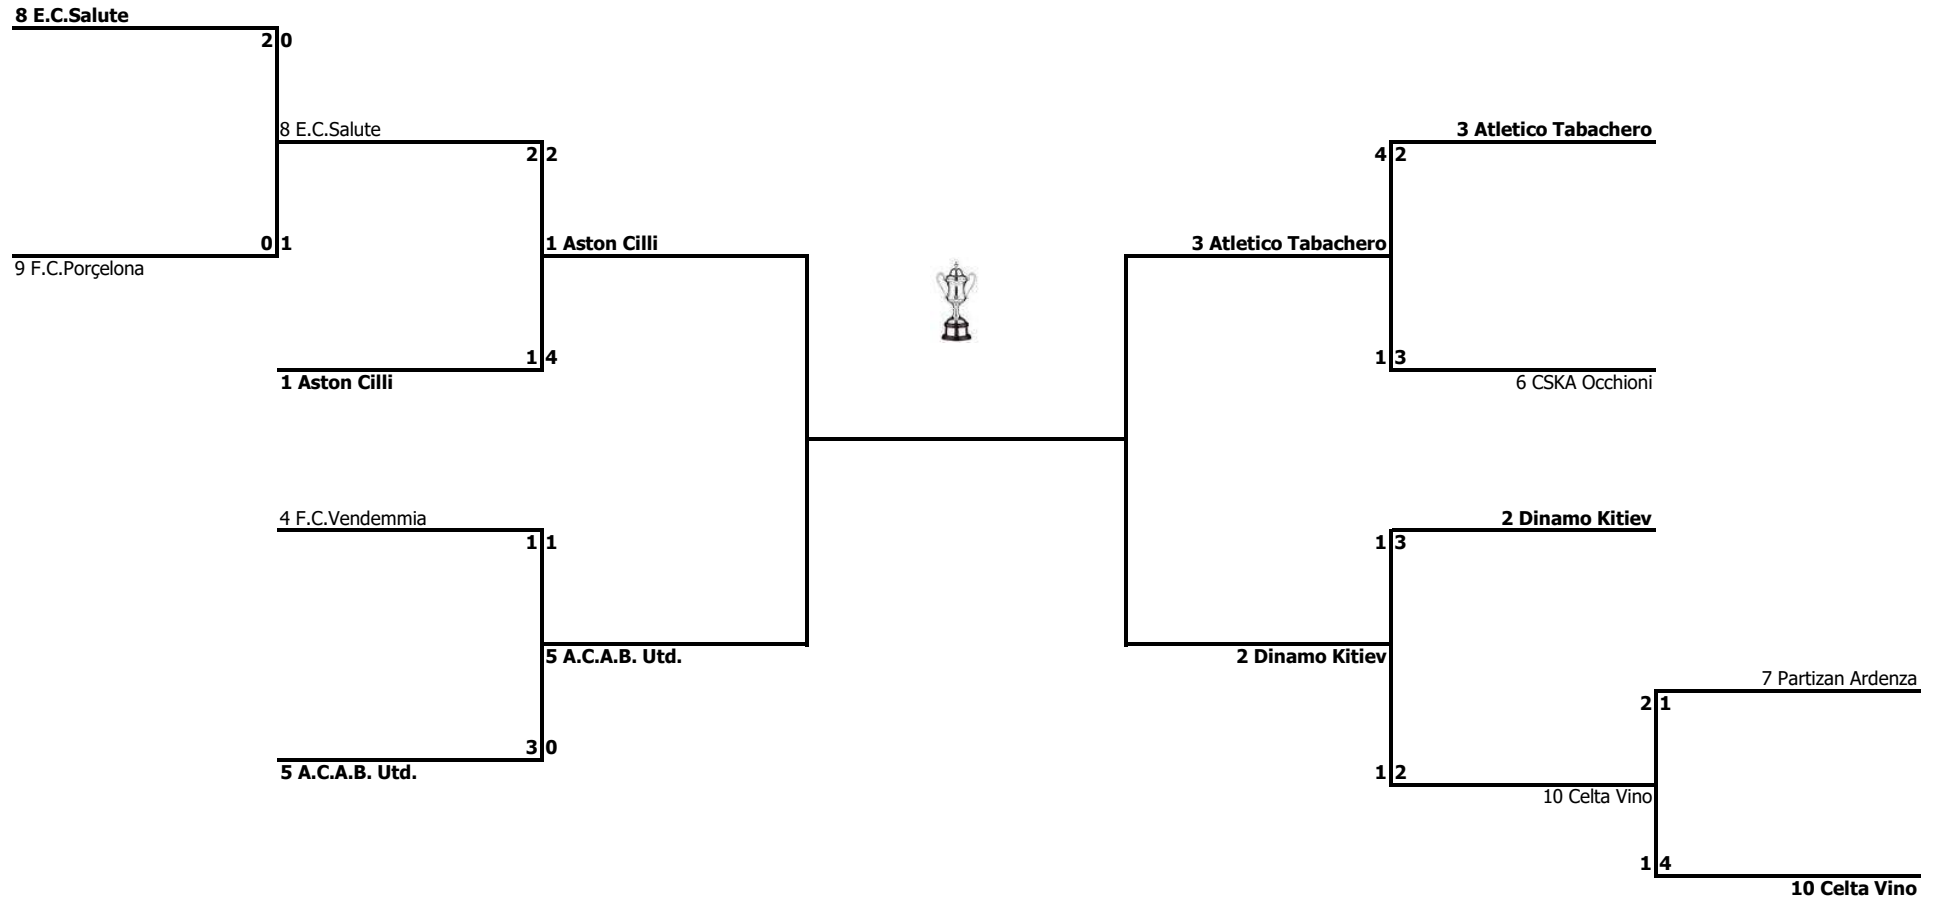 8 E.C.Salute
2 0
8 E.C.Salute
3 Atletico Tabachero
2 2
4 2
0 1
1 Aston Cilli
3 Atletico Tabachero
9 F.C.Porçelona
1 4
1 3
1 Aston Cilli
6 CSKA Occhioni
4 F.C.Vendemmia
2 Dinamo Kitiev
1 1
1 3
5 A.C.A.B. Utd.
2 Dinamo Kitiev
7 Partizan Ardenza
2 1
3 0
5 A.C.A.B. Utd.
1 2
10 Celta Vino
1 4
10 Celta Vino